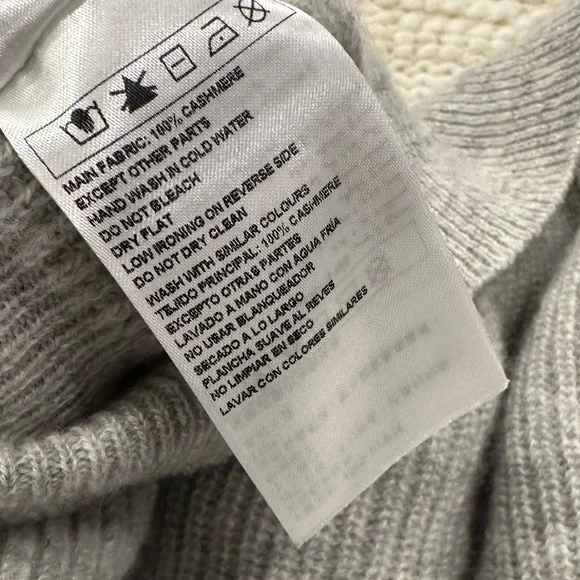 MAIN FABRIC: 100% CASHMERE
EXCEPT OTHER PARTS
HAND WASH IN COLD WATER
DO NOT BLEACH
DRY FLAT
LOW IRONING ON REVERSE SIDE
DO NOT DRY CLEAN
WASH WITH SIMILAR COLOURS
TEJIDO PRINCIPAL: 100% CASHMERE
EXCEPTO OTRAS PARTES
LAVADO A MANO CON AGUA FRÍA
NO USAR BLANQUEADOR
SECADO A LO LARGO
PLANCHA SUAVE AL REVES
NO LIMPIAR EN SECO
LAVAR CON COLORES SIMILARES